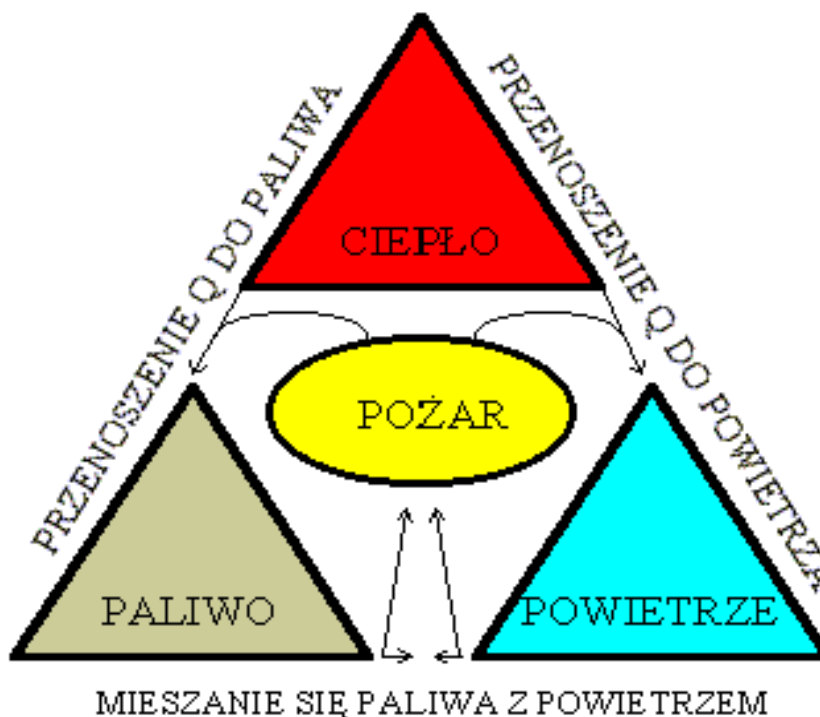 PRZENOSZENIE Q DO PALIWA
PRZENOSZENIE Q DO POWIETRZA
CIEPŁO
POŻAR
PALIWO
POWIETRZE
MIESZANIE SIĘ PALIWA Z POWIETRZEM